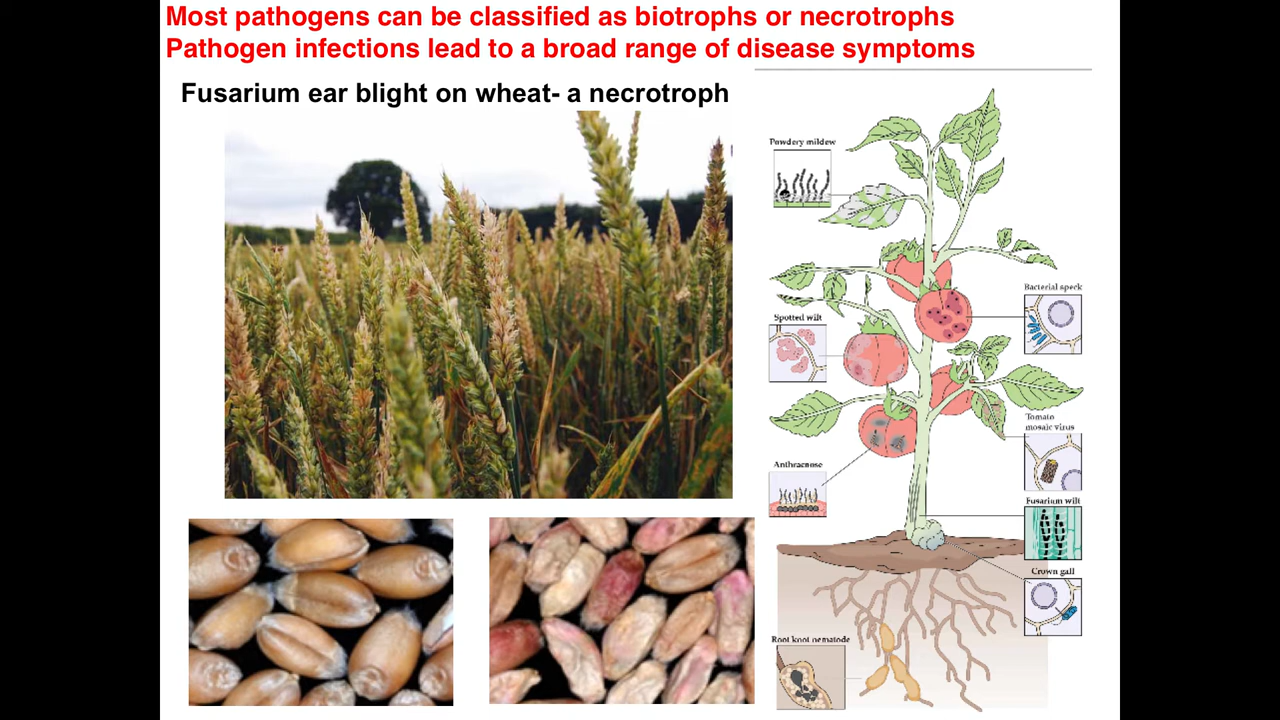 Most pathogens can be classified as biotrophs or necrotrophs
Pathogen infections lead to a broad range of disease symptoms
Fusarium ear blight on wheat- a necrotroph
Powdery mildew
Bacterial speck
Spotted wilt
Tomato
mosaic virus
Anthracnose
Fusarium wilt
Crown gall
Root knot nematode